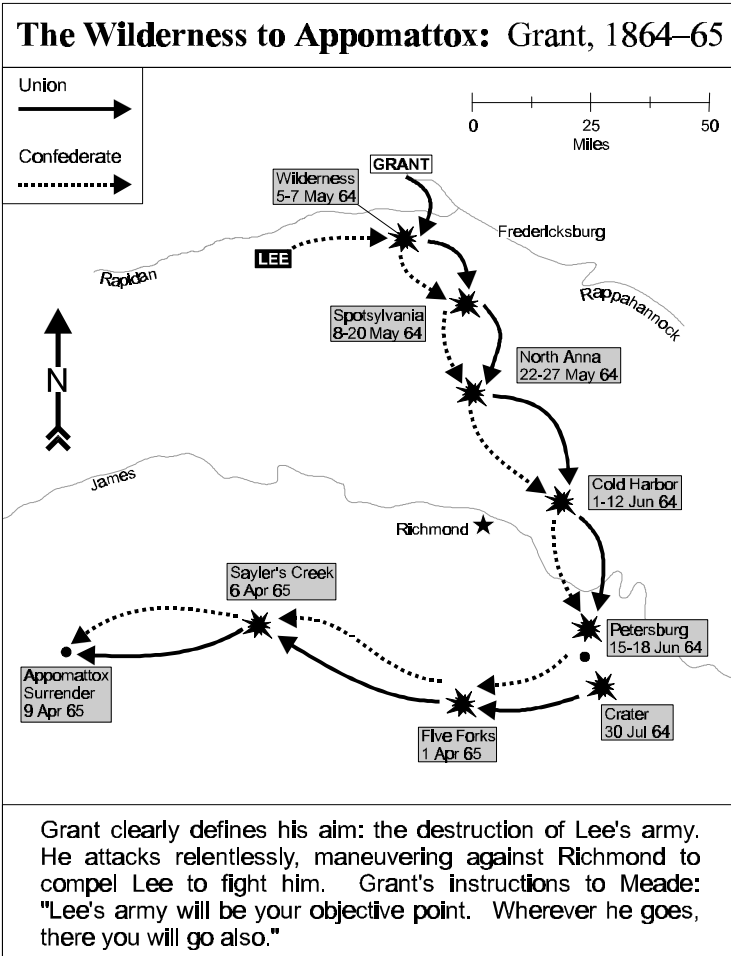 The Wilderness to Appomattox: Grant, 1864–65
Union
Confederate
0 25 50
Miles
GRANT
Wilderness
5-7 May 64
Fredericksburg
LEE
Rapidan
Rappahannock
Spotsylvania
8-20 May 64
North Anna
22-27 May 64
N
James
Cold Harbor
1-12 Jun 64
Richmond
Sayler's Creek
6 Apr 65
Petersburg
15-18 Jun 64
Appomattox
Surrender
9 Apr 65
Five Forks
1 Apr 65
Crater
30 Jul 64
Grant clearly defines his aim: the destruction of Lee's army.
He attacks relentlessly, maneuvering against Richmond to
compel Lee to fight him. Grant's instructions to Meade:
"Lee's army will be your objective point. Wherever he goes,
there you will go also."